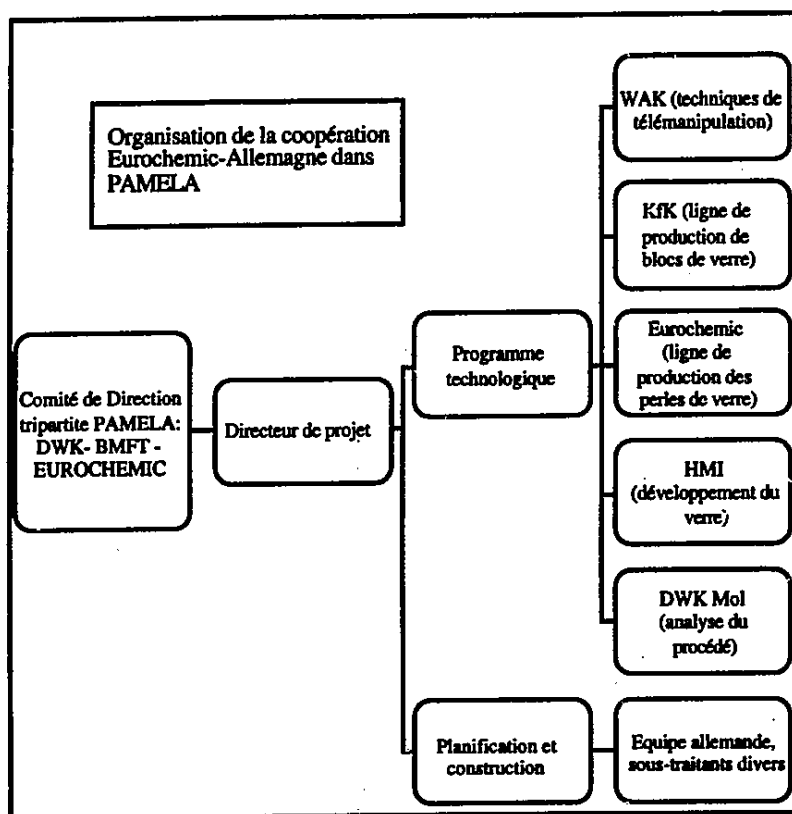 Organisation de la coopération
Eurochemic-Allemagne dans
PAMELA
Comité de Direction
tripartite PAMELA:
DWK- BMFT -
EUROCHEMIC
Directeur de projet
Programme
technologique
WAK (techniques de
télémanipulation)
KfK (ligne de
production de
blocs de verre)
Eurochemic
(ligne de
production des
perles de verre)
HMI
(développement du
verre)
DWK Mol
(analyse du
procédé)
Planification et
construction
Equipe allemande,
sous-traitants divers